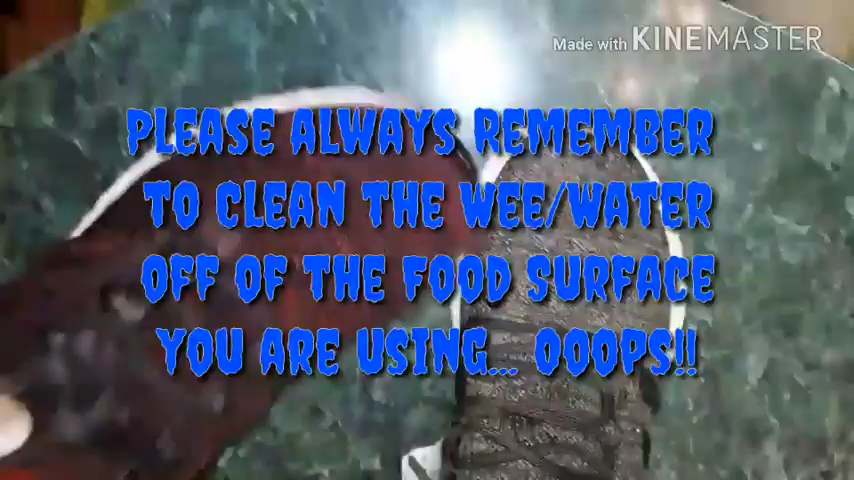 Made with KINEMASTER
PLEASE ALWAYS REMEMBER
TO CLEAN THE WEE/WATER
OFF OF THE FOOD SURFACE
YOU ARE USING... OOOPS!!